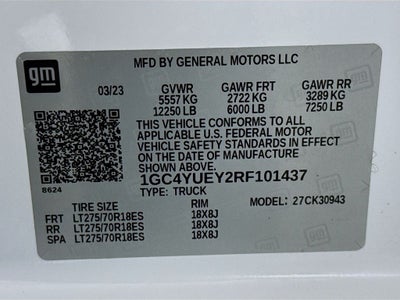 gm
MFD BY GENERAL MOTORS LLC
03/23 GVWR GAWR FRT GAWR RR
5557 KG 2722 KG 3289 KG
12250 LB 6000 LB 7250 LB
THIS VEHICLE CONFORMS TO ALL
APPLICABLE U.S. FEDERAL MOTOR
VEHICLE SAFETY STANDARDS IN EFFECT
ON THE DATE OF MANUFACTURE
SHOWN ABOVE.
8624
1GC4YUEY2RF101437
TYPE: TRUCK MODEL: 27CK30943
TIRE SIZE RIM
FRT LT275/70R18ES 18X8J
RR LT275/70R18ES 18X8J
SPA LT275/70R18ES 18X8J